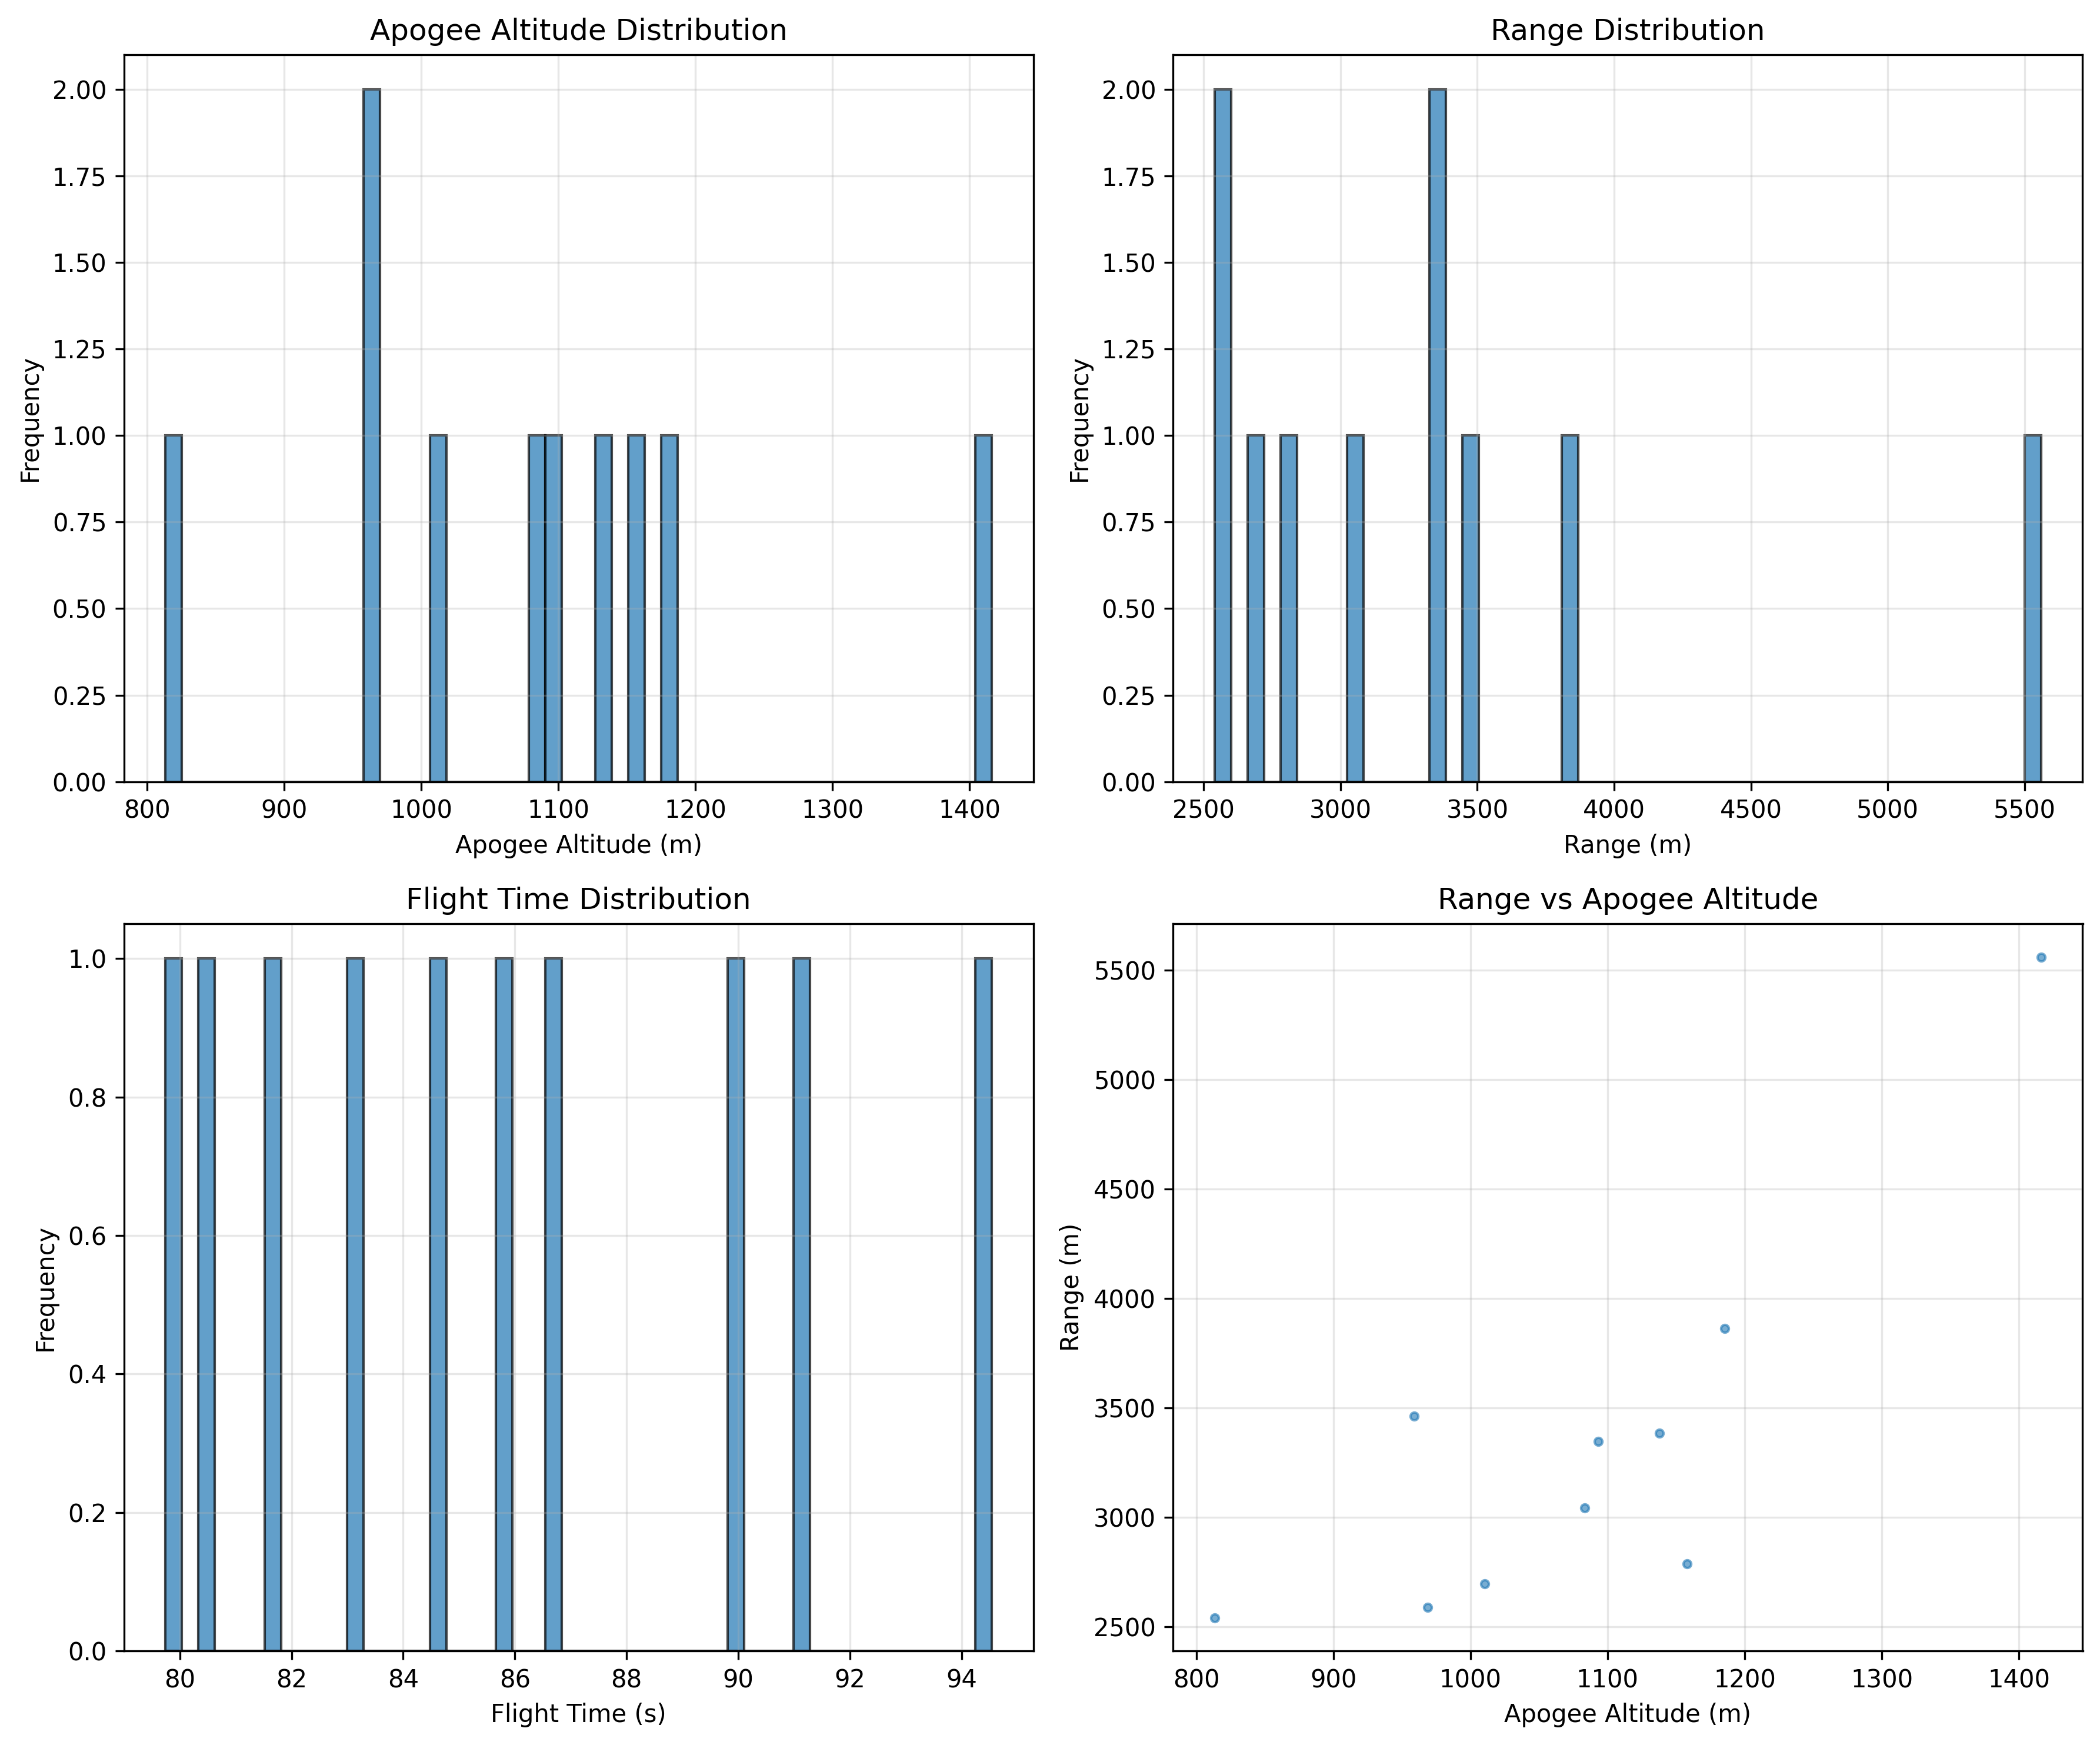 Apogee Altitude Distribution
Frequency
2.00
1.75
1.50
1.25
1.00
0.75
0.50
0.25
0.00
800 900 1000 1100 1200 1300 1400
Apogee Altitude (m)
Range Distribution
Frequency
2.00
1.75
1.50
1.25
1.00
0.75
0.50
0.25
0.00
2500 3000 3500 4000 4500 5000 5500
Range (m)
Flight Time Distribution
Frequency
1.0
0.8
0.6
0.4
0.2
0.0
80 82 84 86 88 90 92 94
Flight Time (s)
Range vs Apogee Altitude
Range (m)
5500
5000
4500
4000
3500
3000
2500
800 900 1000 1100 1200 1300 1400
Apogee Altitude (m)